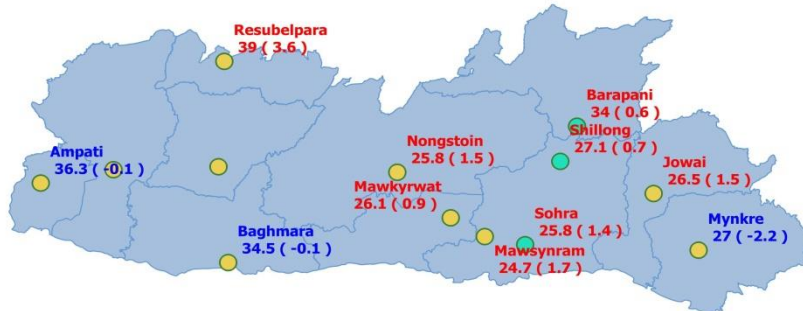 Resubelpara
39 ( 3.6 )
Barapani
34 ( 0.6 )
Shillong
27.1 ( 0.7 )
Nongstoin
25.8 ( 1.5 )
Ampati
36.3 ( -0.1 )
Jowai
26.5 ( 1.5 )
Mawkyrwat
26.1 ( 0.9 )
Sohra
25.8 ( 1.4 )
Mynkre
27 ( -2.2 )
Baghmara
34.5 ( -0.1 )
Mawsynram
24.7 ( 1.7 )